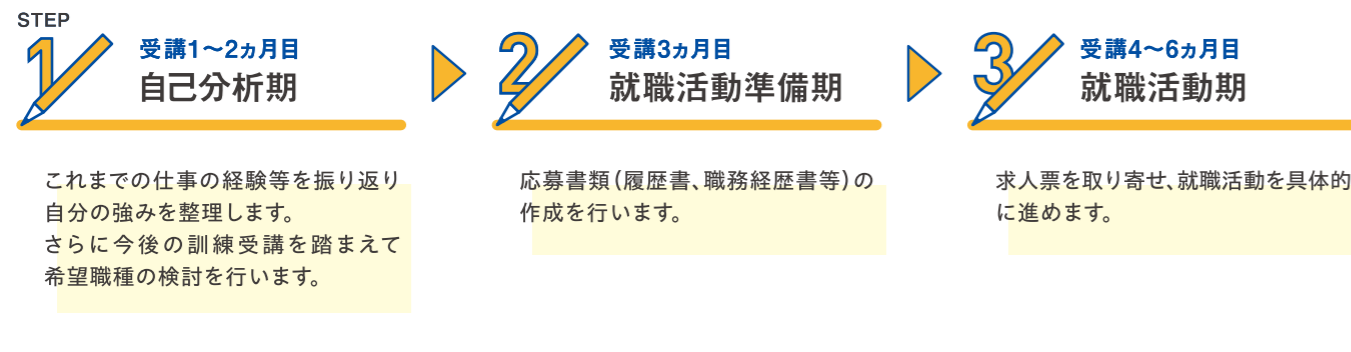 STEP
1
受講1〜2ヵ月目
自己分析期
これまでの仕事の経験等を振り返り
自分の強みを整理します。
さらに今後の訓練受講を踏まえて
希望職種の検討を行います。
2
受講3ヵ月目
就職活動準備期
応募書類（履歴書、職務経歴書等）の
作成を行います。
3
受講4〜6ヵ月目
就職活動期
求人票を取り寄せ、就職活動を具体的
に進めます。